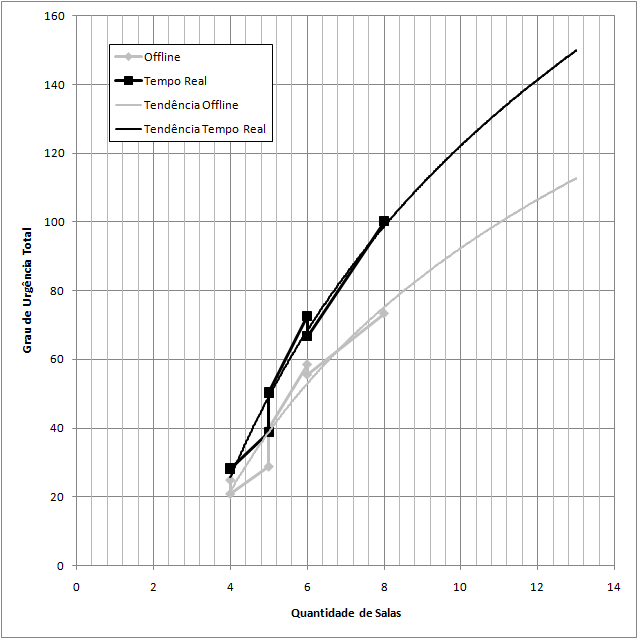 160
140
120
100
80
60
40
20
0
Grau de Urgência Total
Offline
Tempo Real
Tendência Offline
Tendência Tempo Real
0 2 4 6 8 10 12 14
Quantidade de Salas